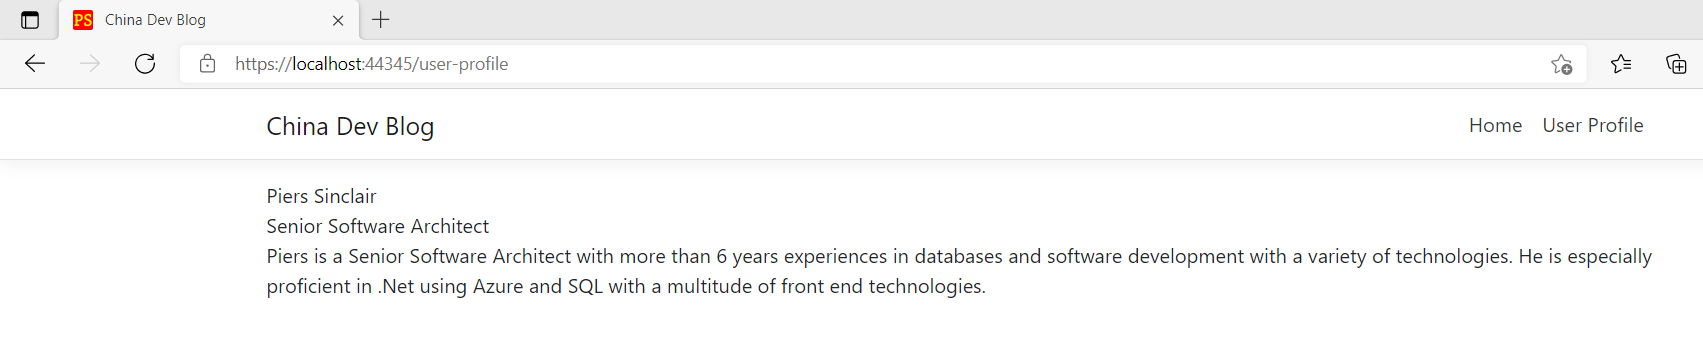 PS China Dev Blog
https://localhost:44345/user-profile
China Dev Blog Home User Profile
Piers Sinclair
Senior Software Architect
Piers is a Senior Software Architect with more than 6 years experiences in databases and software development with a variety of technologies. He is especially
proficient in .Net using Azure and SQL with a multitude of front end technologies.